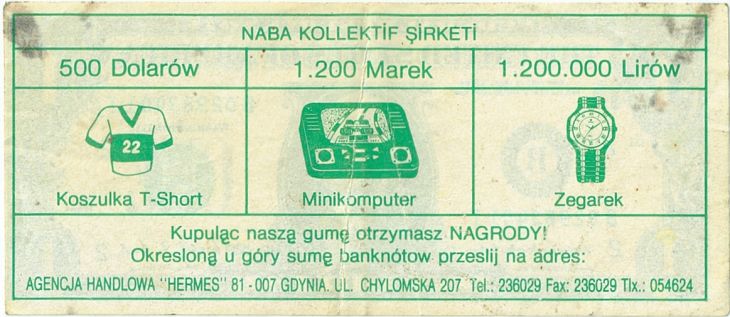 NABA KOLLEKTİF ŞİRKETİ
500 Dolarów
1.200 Marek
1.200.000 Lirów
22
Koszulka T-Short
Minikomputer
Zegarek
Kupuląc naszą gumę otrzymasz NAGRODY!
Okresloną u góry sumę banknótow przeslij na adres:
AGENCJA HANDLOWA "HERMES" 81 - 007 GDYNIA. UL. CHYLOMSKA 207 Tel.: 236029 Fax: 236029 Tlx.: 054624